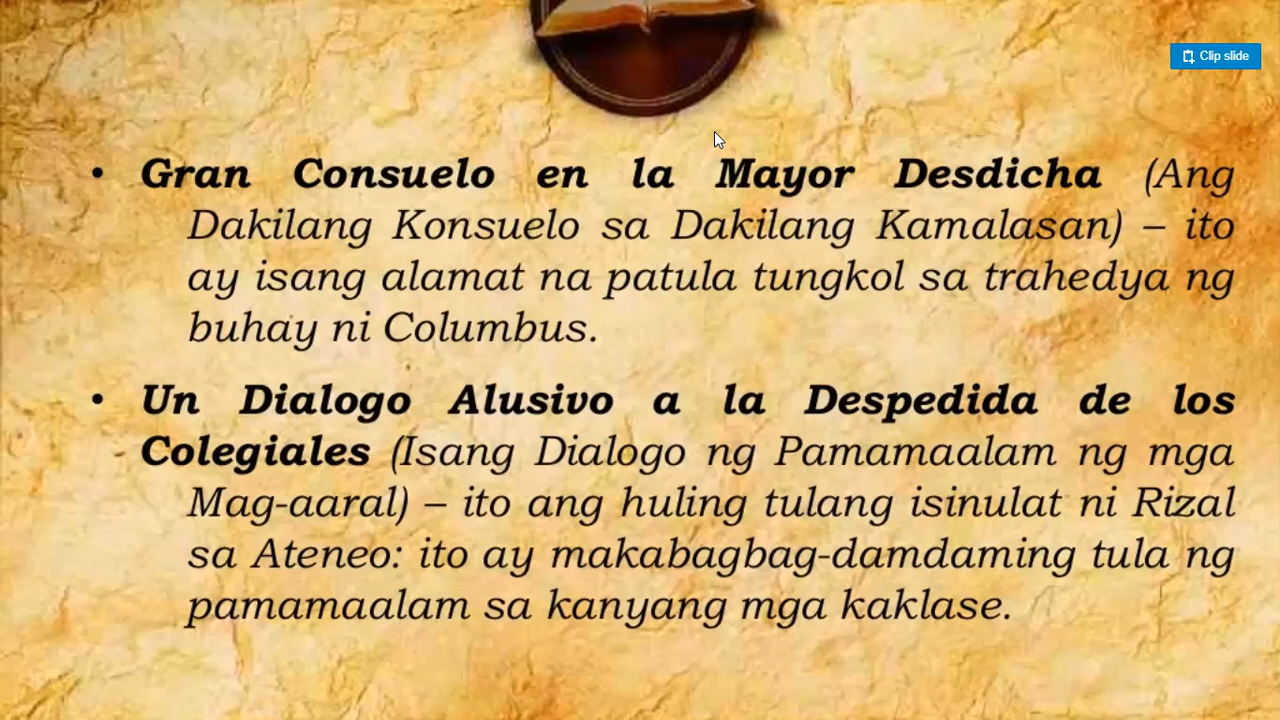 Clip slide
• Gran Consuelo en la Mayor Desdicha (Ang
Dakilang Konsuelo sa Dakilang Kamalasan) – ito
ay isang alamat na patula tungkol sa trahedya ng
buhay ni Columbus.
• Un Dialogo Alusivo a la Despedida de los
Colegiales (Isang Dialogo ng Pamamaalam ng mga
Mag-aaral) – ito ang huling tulang isinulat ni Rizal
sa Ateneo: ito ay makabagbag-damdaming tula ng
pamamaalam sa kanyang mga kaklase.